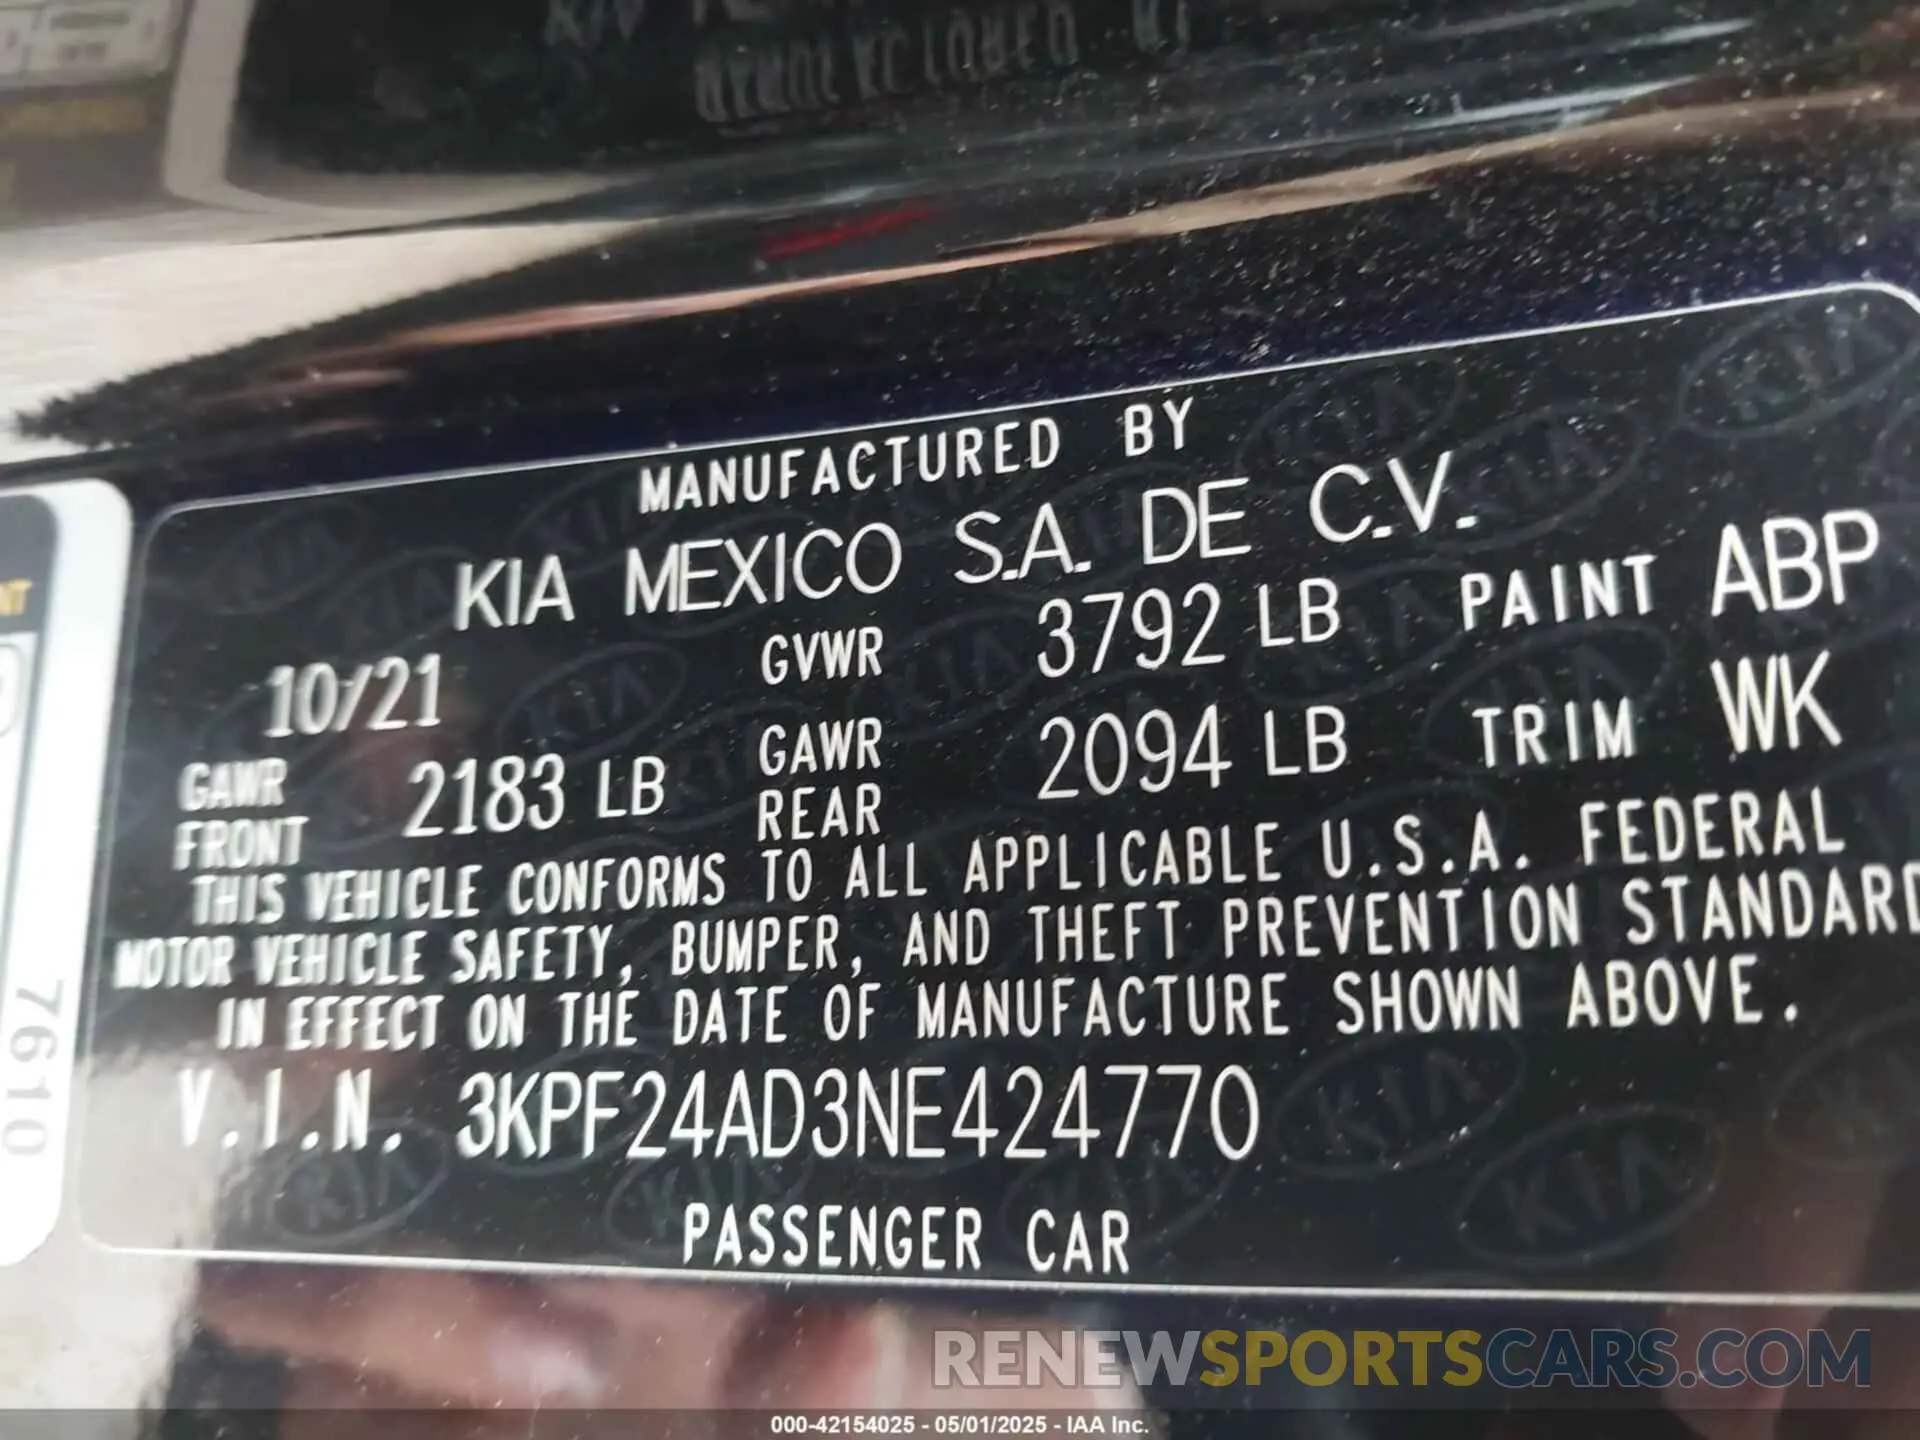 MANUFACTURED BY
KIA MEXICO S.A. DE C.V.
10/21 GVWR 3792 LB PAINT ABP
GAWR FRONT 2183 LB GAWR REAR 2094 LB TRIM WK
THIS VEHICLE CONFORMS TO ALL APPLICABLE U.S.A. FEDERAL
MOTOR VEHICLE SAFETY, BUMPER, AND THEFT PREVENTION STANDARD
IN EFFECT ON THE DATE OF MANUFACTURE SHOWN ABOVE.
V.I.N. 3KPF24AD3NE424770
PASSENGER CAR
7610
RENEWSPORTSCARS.COM
000-42154025 - 05/01/2025 - IAA Inc.